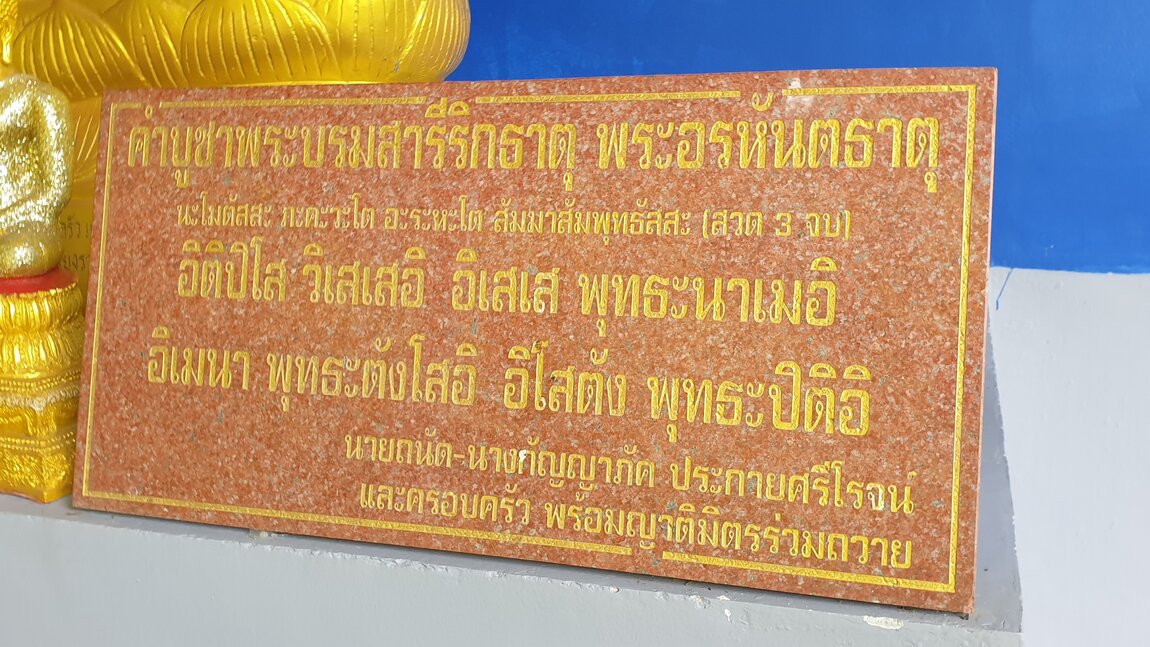 คำบูชาพระบรมสารีริกธาตุ พระอรหันตธาตุ
นะโมตัสสะ ภะคะวะโต อะระหะโต สัมมาสัมพุทธัสสะ (สวด 3 จบ)
อิติปิโส วิเสเสอิ อิเสเส พุทธะนาเมอิ
อิเมนา พุทธะตังโสอิ อิโสตัง พุทธะปิติอิ
นายถนัด-นางกัญญาภัค ประกายศรีโรจน์
และครอบครัว พร้อมญาติมิตรร่วมถวาย